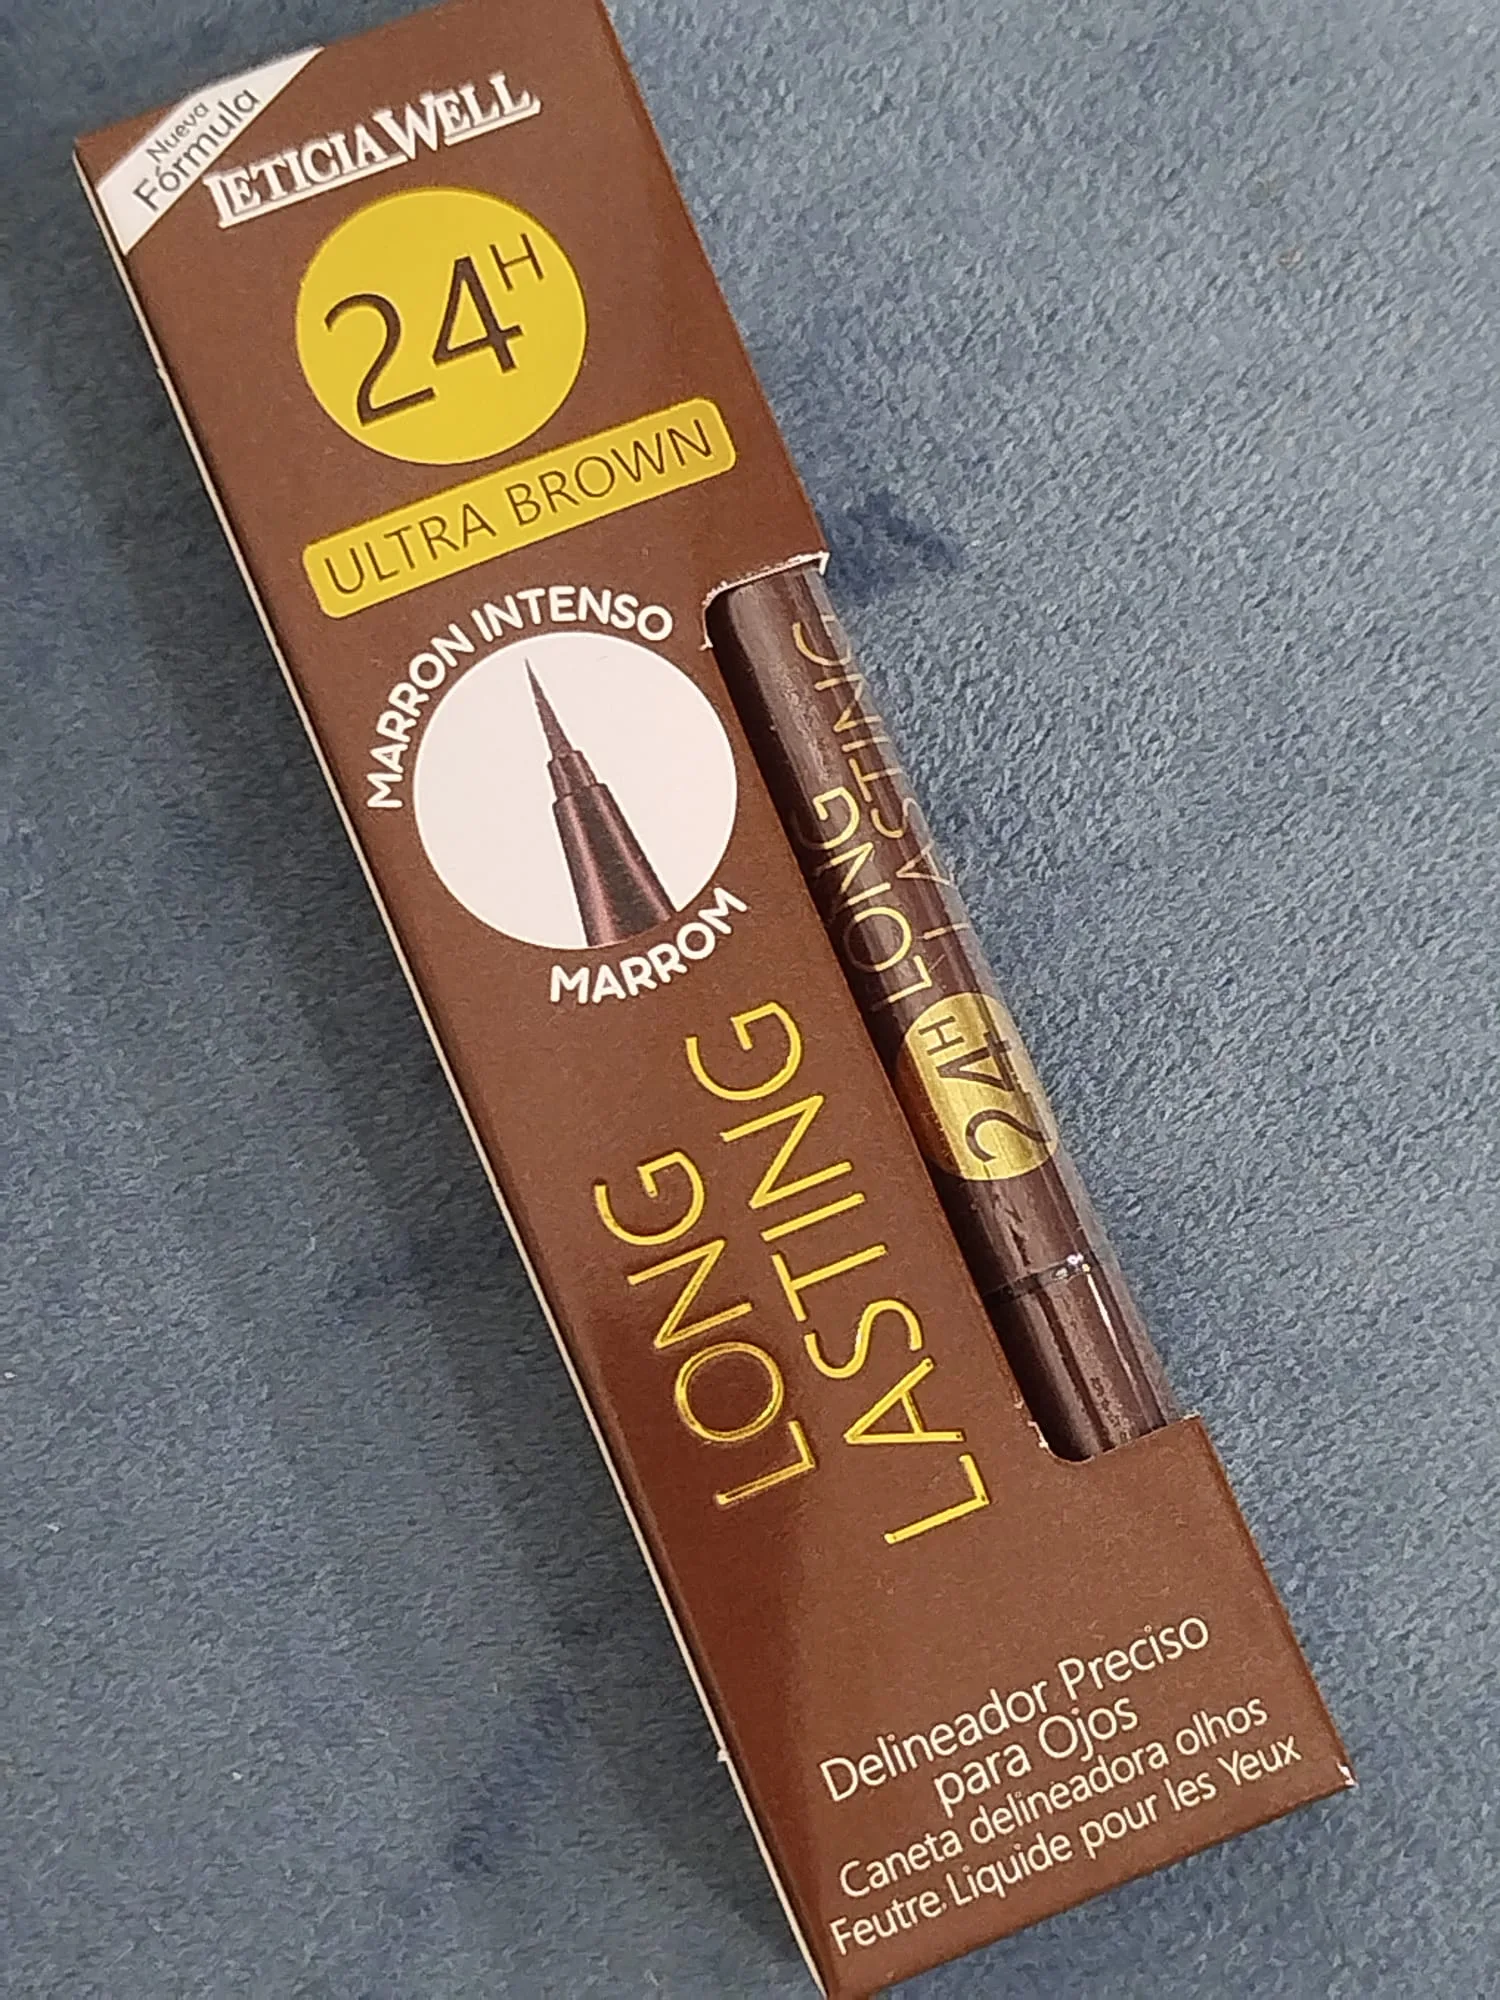 Nueva
Fórmula
LETICIA WELL
24H
ULTRA BROWN
MARRON INTENSO
MARROM
LONG
LASTING
24H
LONG
LASTING
Delineador Preciso
para Ojos
Caneta delineadora olhos
Feutre Liquide pour les Yeux